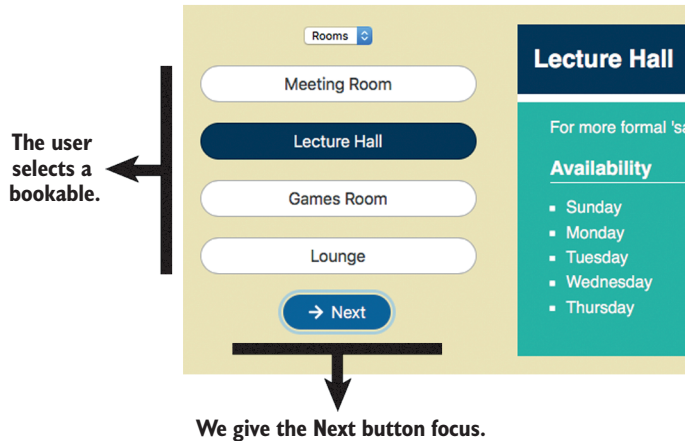 Rooms
Meeting Room
Lecture Hall
Games Room
Lounge
→ Next
The user
selects a
bookable.
Lecture Hall
For more formal 'sa
Availability
▪ Sunday
▪ Monday
▪ Tuesday
▪ Wednesday
▪ Thursday
We give the Next button focus.